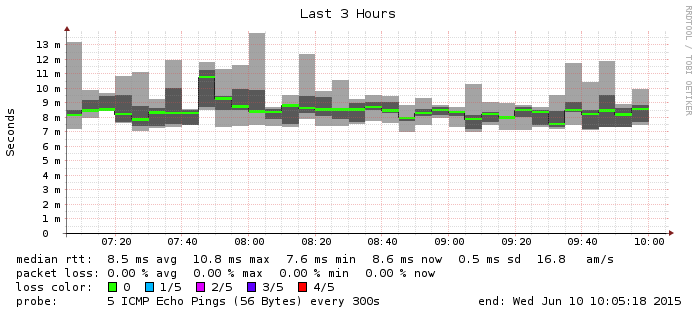 Last 3 Hours
RRDTOOL / TOBI OETIKER
Seconds
13 m
12 m
11 m
10 m
9 m
8 m
7 m
6 m
5 m
4 m
3 m
2 m
1 m
0
07:20 07:40 08:00 08:20 08:40 09:00 09:20 09:40 10:00
median rtt: 8.5 ms avg 10.8 ms max 7.6 ms min 8.6 ms now 0.5 ms sd 16.8 am/s
packet loss: 0.00 % avg 0.00 % max 0.00 % min 0.00 % now
loss color: 0 1/5 2/5 3/5 4/5
probe: 5 ICMP Echo Pings (56 Bytes) every 300s end: Wed Jun 10 10:05:18 2015